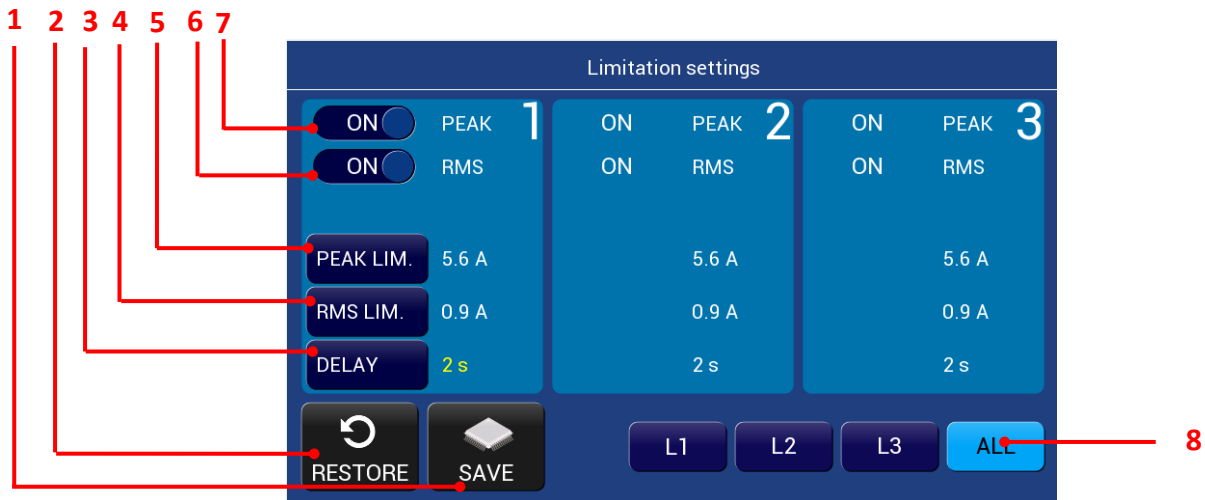 1 2 3 4 5 6 7
Limitation settings
ON PEAK 1 ON PEAK 2 ON PEAK 3
ON RMS ON RMS ON RMS
PEAK LIM. 5.6 A 5.6 A 5.6 A
RMS LIM. 0.9 A 0.9 A 0.9 A
DELAY 2 s 2 s 2 s
L1 L2 L3 ALL 8
RESTORE SAVE